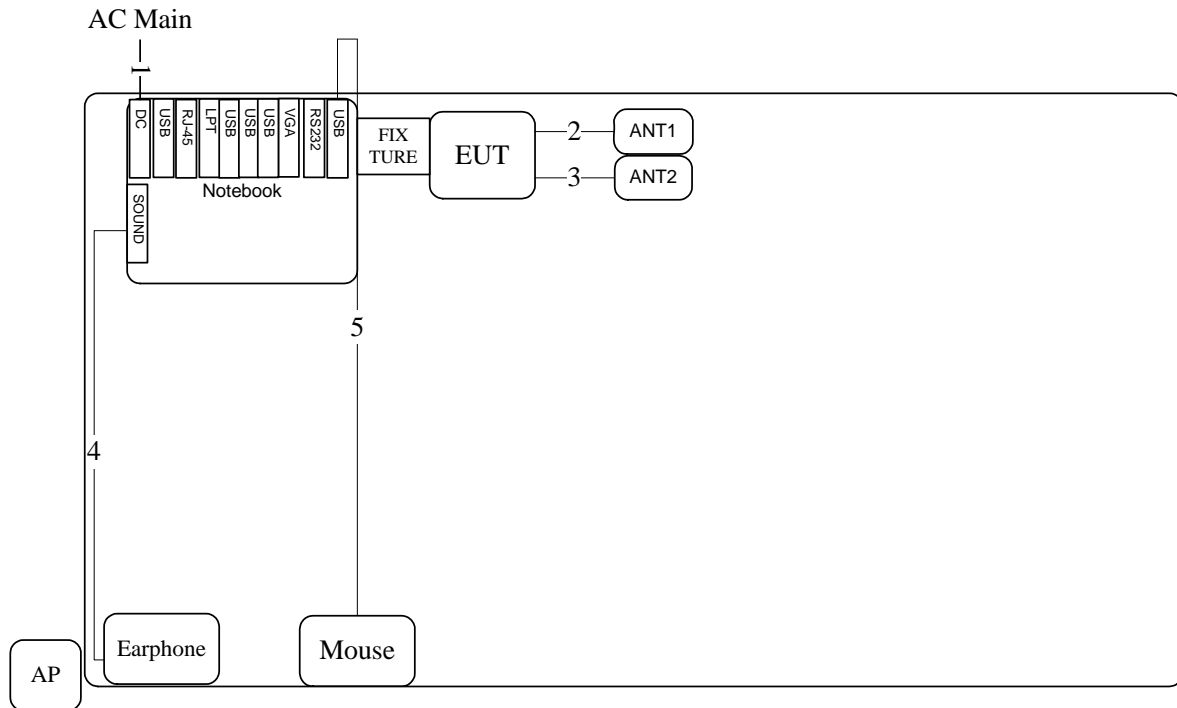 AC Main
1
DC
USB
RJ-45
LPT
USB
USB
USB
VGA
RS232
USB
Notebook
SOUND
FIX
TURE
EUT
2
ANT1
3
ANT2
5
4
Earphone
Mouse
AP